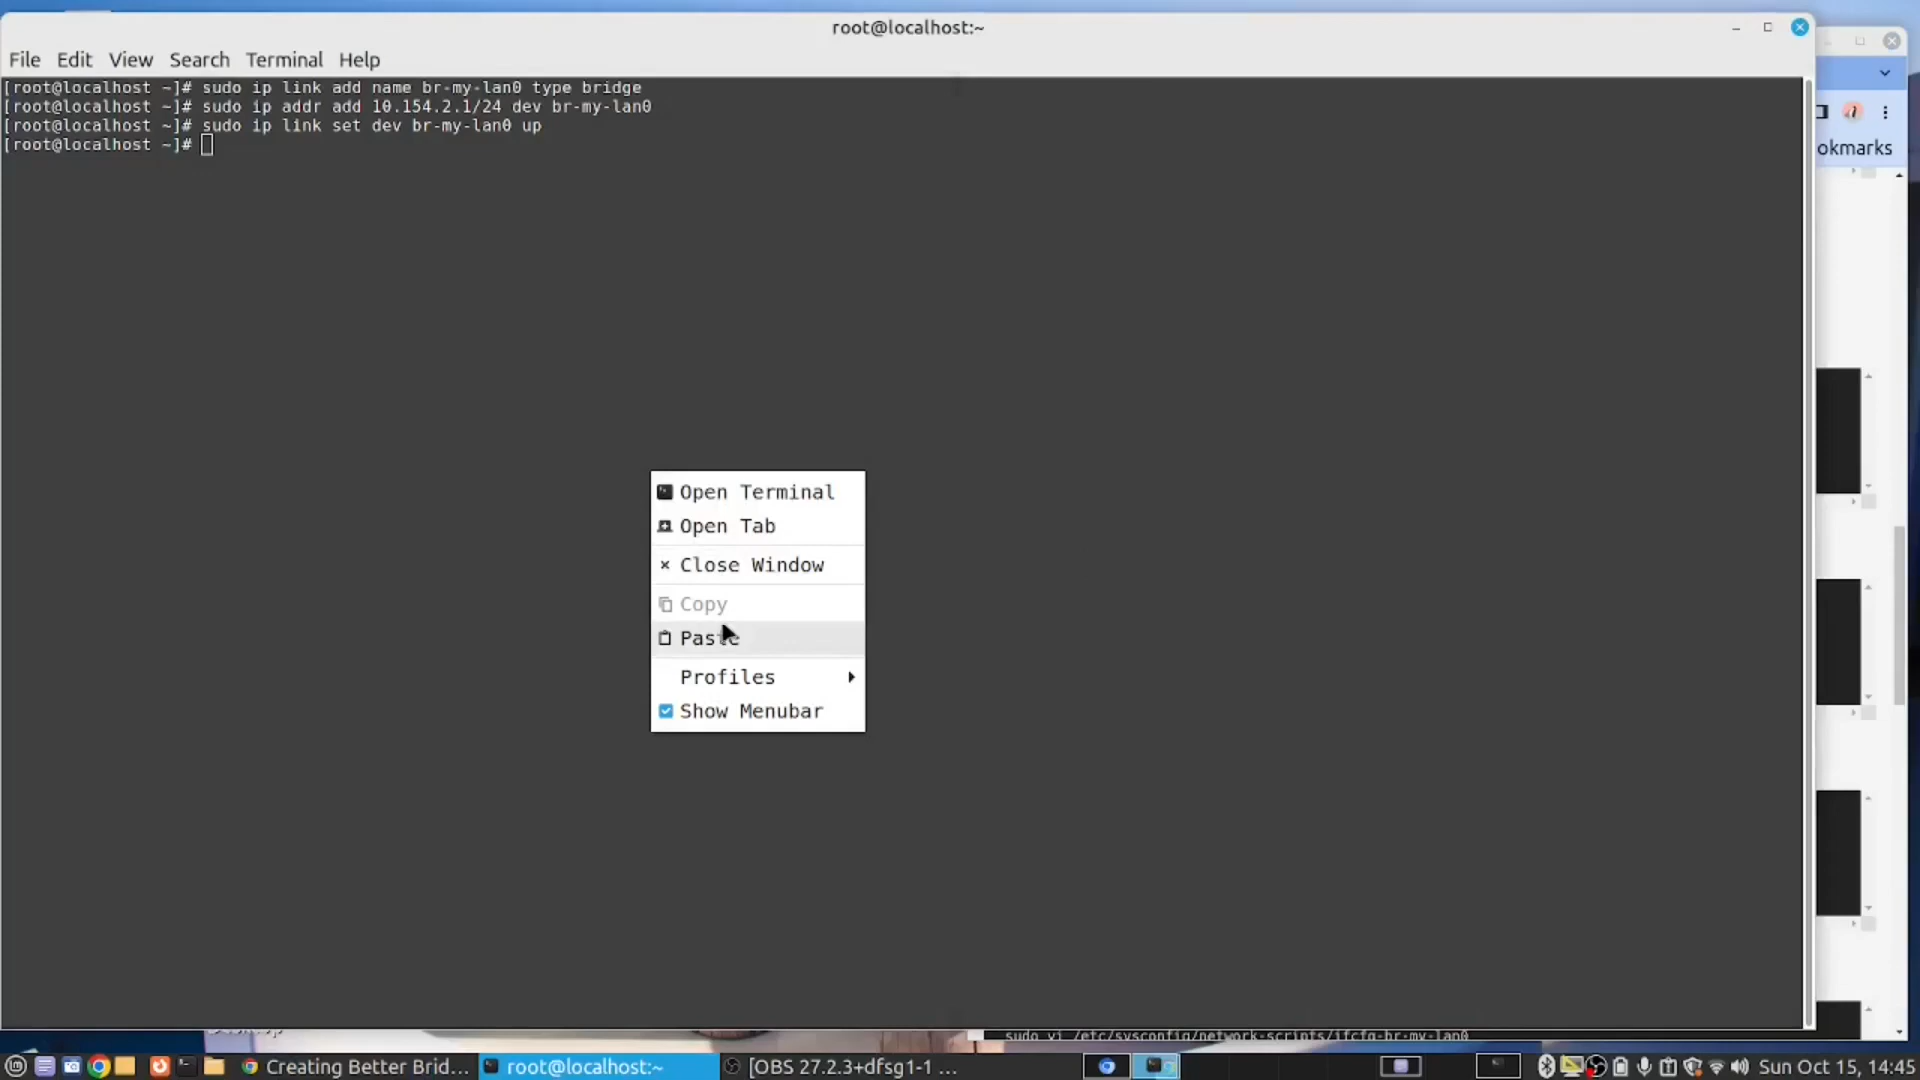 root@localhost:~
File Edit View Search Terminal Help
[root@localhost ~]# sudo ip link add name br-my-lan0 type bridge
[root@localhost ~]# sudo ip addr add 10.154.2.1/24 dev br-my-lan0
[root@localhost ~]# sudo ip link set dev br-my-lan0 up
[root@localhost ~]#
okmarks
Open Terminal
Open Tab
Close Window
Copy
Paste
Profiles
Show Menubar
sudo vi /etc/sysconfig/network-scripts/ifcfg-br-my-lan0
Creating Better Brid...
root@localhost:~
[OBS 27.2.3+dfsg1-1 ...
Sun Oct 15, 14:45